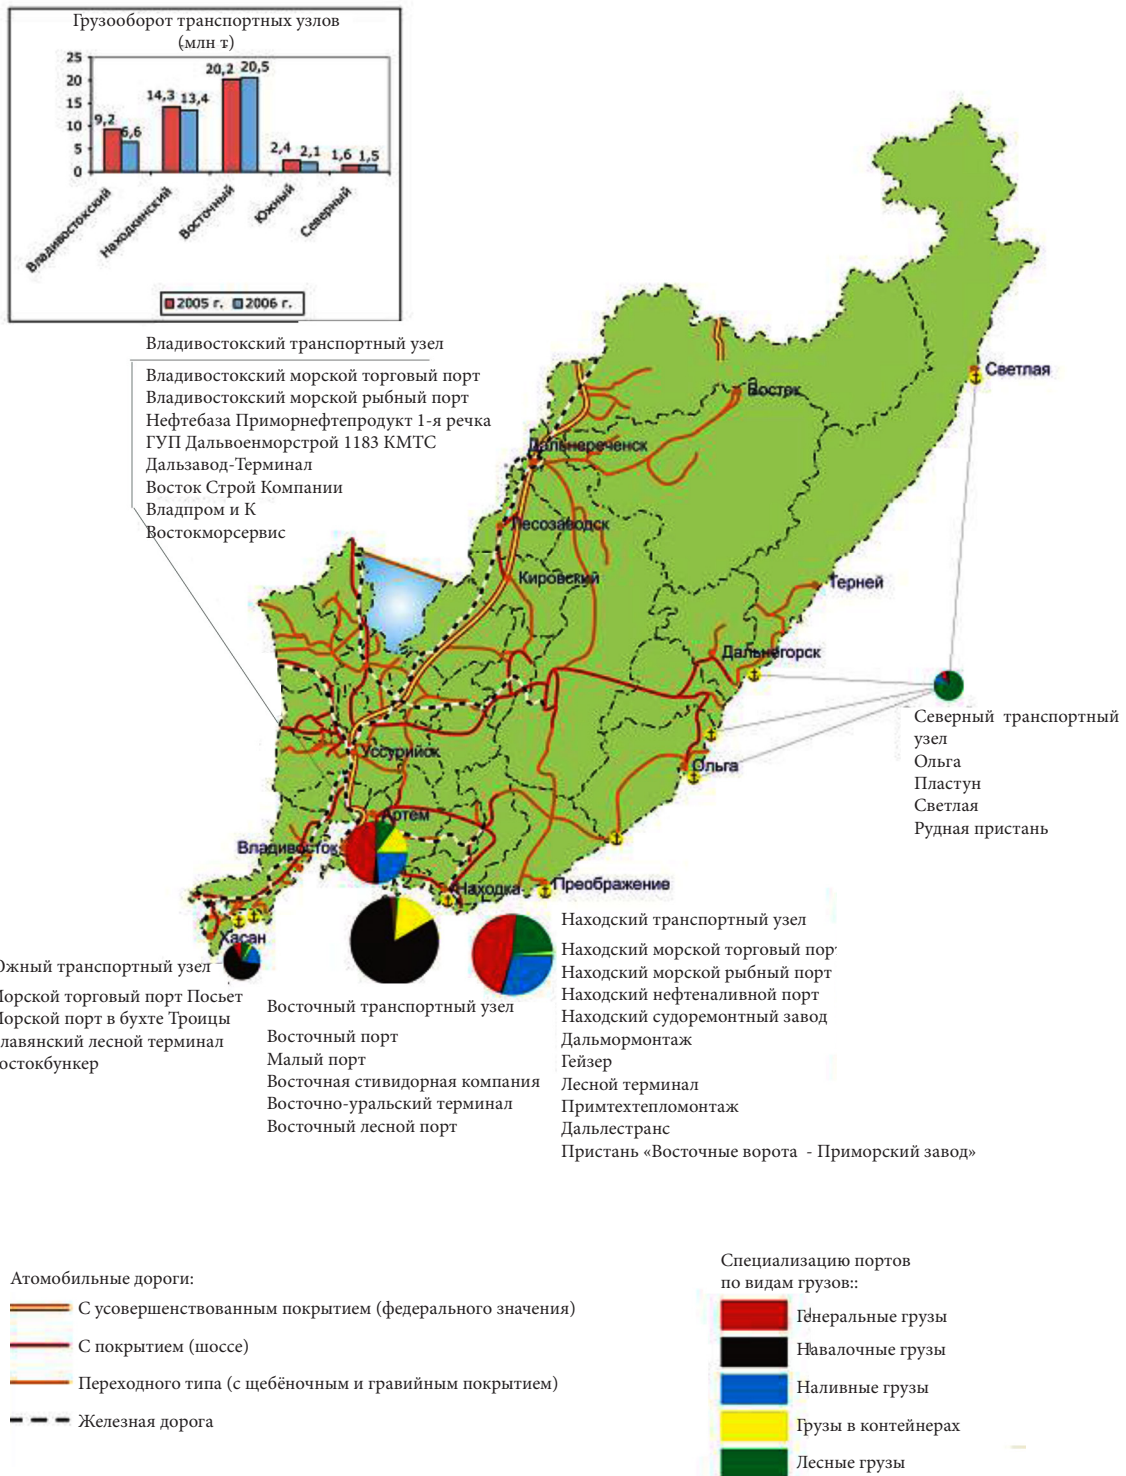 Грузооборот транспортных узлов
(млн т)
25
20
15
10
5
0
9,2
6,6
14,3
13,4
20,2
20,5
2,4
2,1
1,6
1,5
Владивостокский
Находкинский
Восточный
Южный
Северный
2005 г.
2006 г.
Владивостокский транспортный узел
Владивостокский морской торговый порт
Владивостокский морской рыбный порт
Нефтебаза Приморнефтепродукт 1-я речка
ГУП Дальвоенморстрой 1183 КМТС
Дальзавод-Терминал
Восток Строй Компании
Владпром и К
Востокморсервис
Светлая
Восток
Дальнереченск
Лесозаводск
Кировский
Терней
Дальнегорск
Уссурийск
Ольга
Артем
Владивосток
Находка
Преображение
Хасан
Северный транспортный
узел
Ольга
Пластун
Светлая
Рудная пристань
Южный транспортный узел
Морской торговый порт Посьет
Морской порт в бухте Троицы
лавянский лесной терминал
остокбункер
Восточный транспортный узел
Восточный порт
Малый порт
Восточная стивидорная компания
Восточно-уральский терминал
Восточный лесной порт
Находский транспортный узел
Находский морской торговый порт
Находский морской рыбный порт
Находский нефтеналивной порт
Находский судоремонтный завод
Дальмормонтаж
Гейзер
Лесной терминал
Примтехтепломонтаж
Дальлестранс
Пристань «Восточные ворота - Приморский завод»
Атомобильные дороги:
С усовершенствованным покрытием (федерального значения)
С покрытием (шоссе)
Переходного типа (с щебёночным и гравийным покрытием)
Железная дорога
Специализацию портов
по видам грузов::
Генеральные грузы
Навалочные грузы
Наливные грузы
Грузы в контейнерах
Лесные грузы